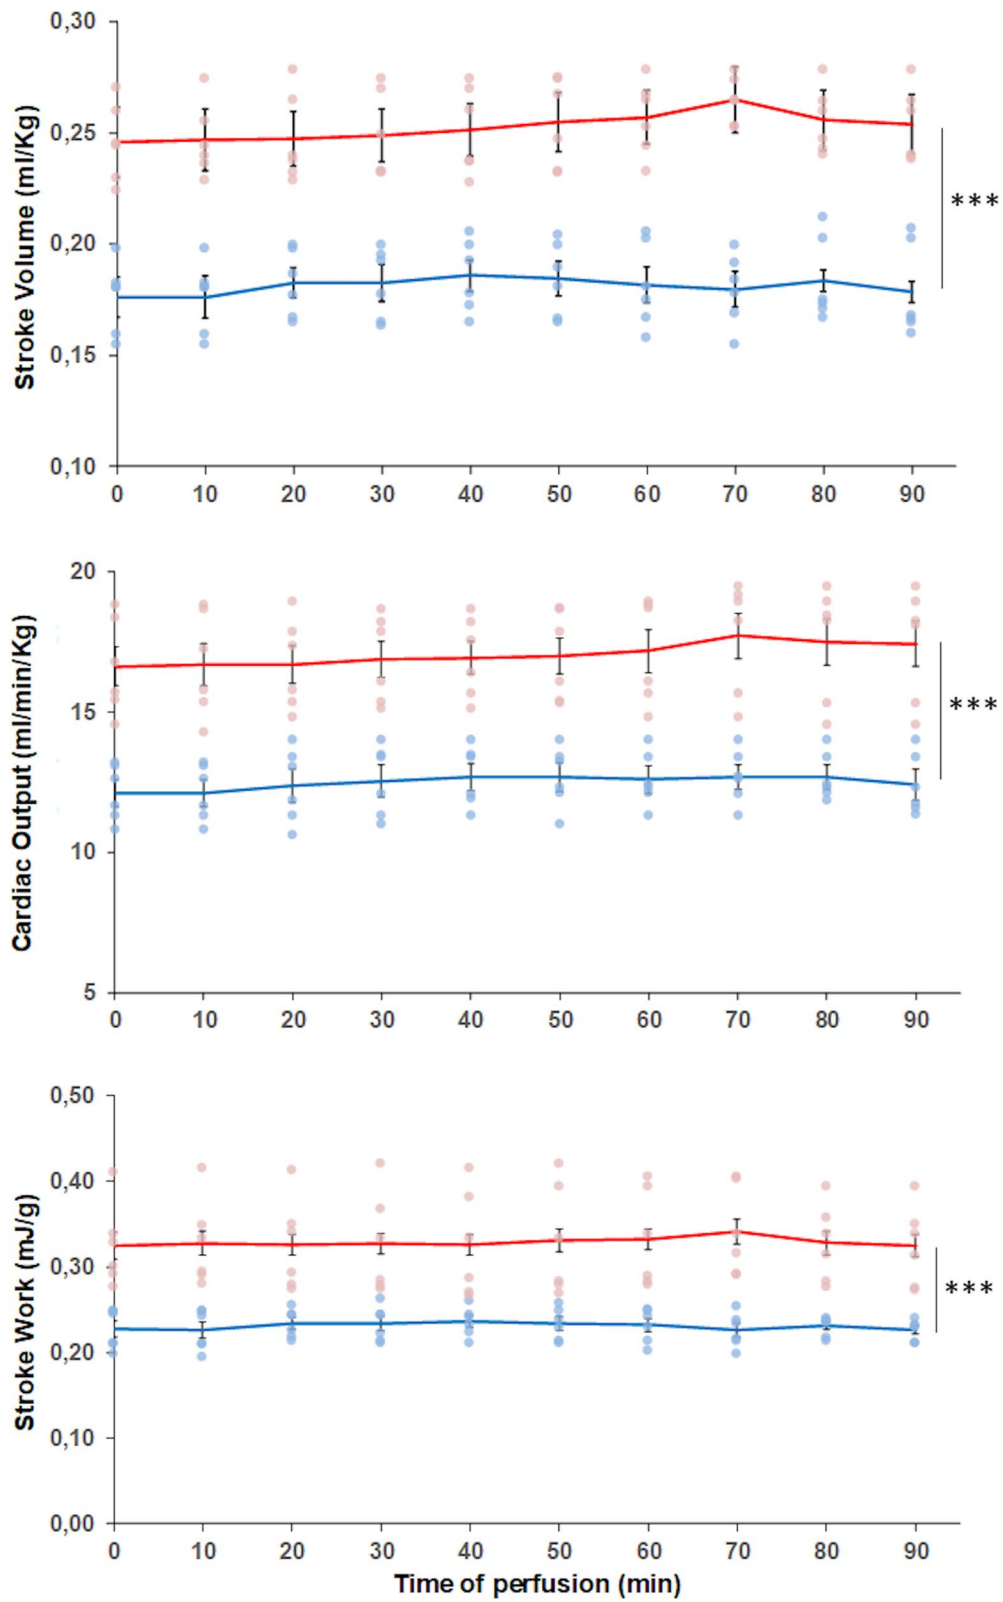 Stroke Volume (ml/Kg)
0,30
0,25
0,20
0,15
0,10
***
0 10 20 30 40 50 60 70 80 90
Cardiac Output (ml/min/Kg)
20
15
10
5
***
0 10 20 30 40 50 60 70 80 90
Stroke Work (mJ/g)
0,50
0,40
0,30
0,20
0,10
0,00
***
0 10 20 30 40 50 60 70 80 90
Time of perfusion (min)